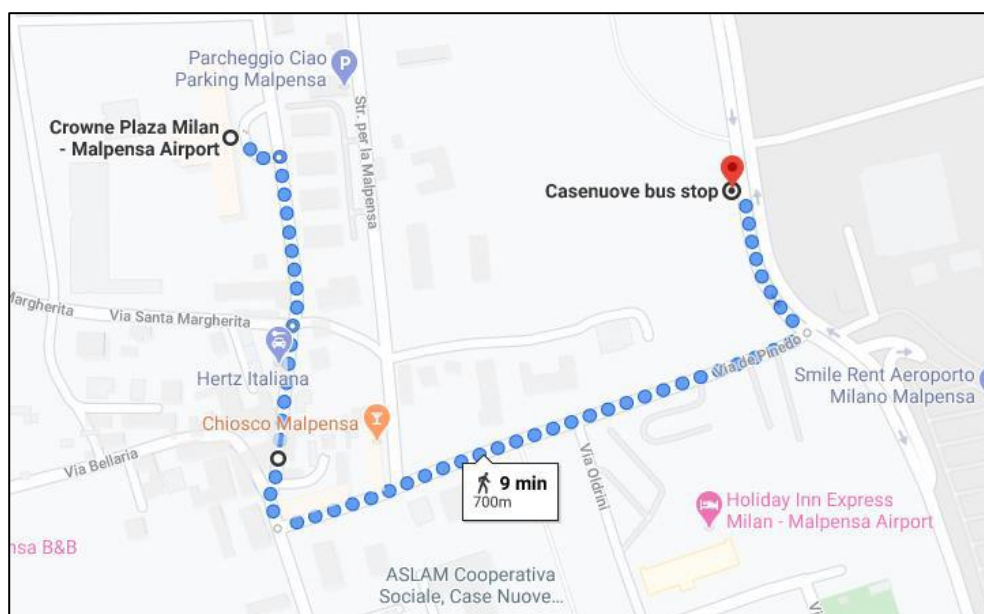 Parcheggio Ciao
Parking Malpensa
P
Crowne Plaza Milan
- Malpensa Airport
Str. per la Malpensa
Casenuove bus stop
Margherita
Via Santa Margherita
Hertz Italiana
Via de Pinedo
Smile Rent Aeroporto
Milano Malpensa
Chiosco Malpensa
Via Bellaria
9 min
700m
Via Oldrini
Holiday Inn Express
Milan - Malpensa Airport
nsa B&B
ASLAM Cooperativa
Sociale, Case Nuove...